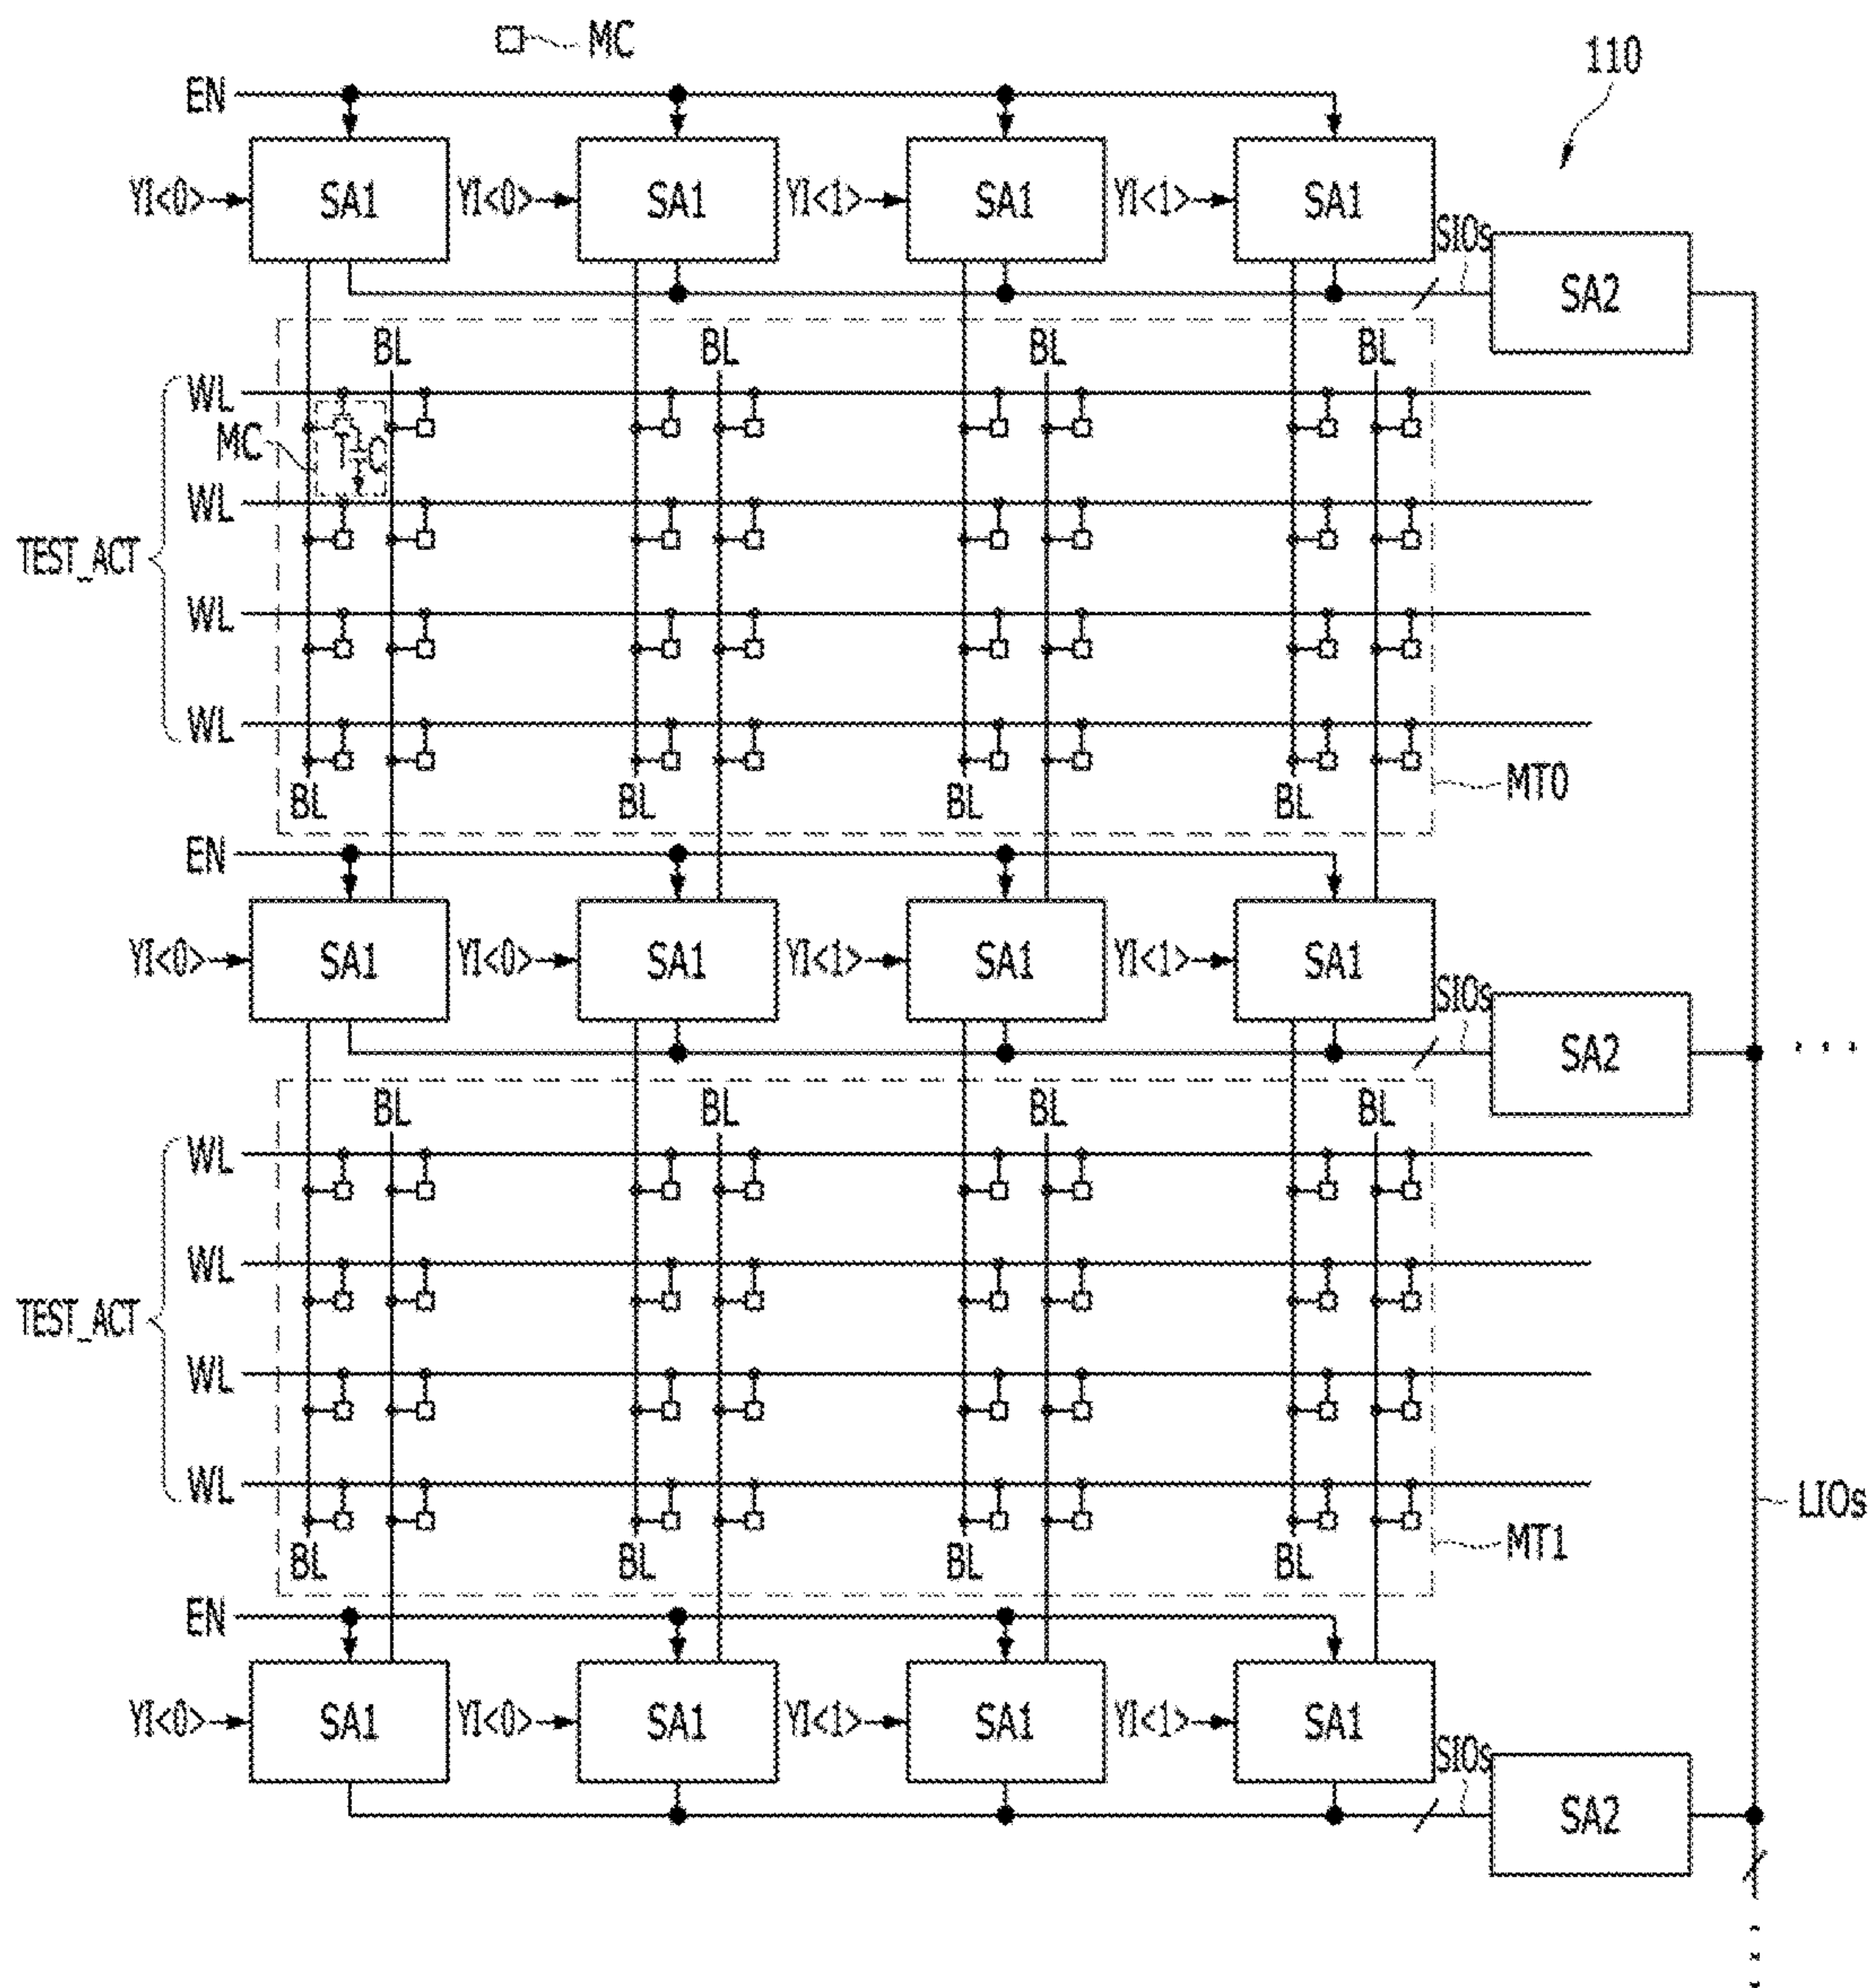 MC
110
EN
YI<0> SA1 YI<0> SA1 YI<1> SA1 YI<1> SA1
SIOs
SA2
BL BL BL BL
WL
MC
T C
WL
TEST_ACT
WL
WL
MT0
BL BL BL BL
EN
YI<0> SA1 YI<0> SA1 YI<1> SA1 YI<1> SA1
SIOs
SA2
...
BL BL BL BL
WL
WL
TEST_ACT
WL
WL
LIOs
MT1
BL BL BL BL
EN
YI<0> SA1 YI<0> SA1 YI<1> SA1 YI<1> SA1
SIOs
SA2